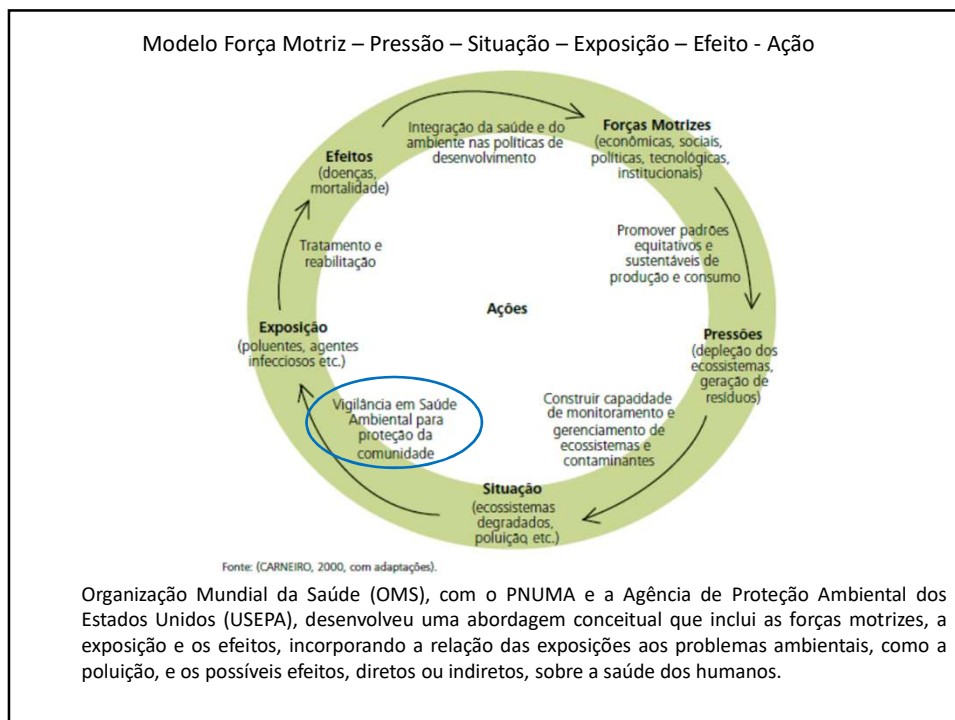 Modelo Força Motriz – Pressão – Situação – Exposição – Efeito - Ação
Integração da saúde e do
ambiente nas políticas de
desenvolvimento
Forças Motrizes
(econômicas, sociais,
políticas, tecnológicas,
institucionais)
Efeitos
(doenças,
mortalidade)
Promover padrões
equitativos e
sustentáveis de
produção e consumo
Tratamento e
reabilitação
Ações
Exposição
(poluentes, agentes
infecciosos etc.)
Pressões
(depleção dos
ecossistemas,
geração de
resíduos)
Vigilância em Saúde
Ambiental para
proteção da
comunidade
Construir capacidade
de monitoramento e
gerenciamento de
ecossistemas e
contaminantes
Situação
(ecossistemas
degradados,
poluição etc.)
Fonte: (CARNEIRO, 2000, com adaptações).
Organização Mundial da Saúde (OMS), com o PNUMA e a Agência de Proteção Ambiental dos
Estados Unidos (USEPA), desenvolveu uma abordagem conceitual que inclui as forças motrizes, a
exposição e os efeitos, incorporando a relação das exposições aos problemas ambientais, como a
poluição, e os possíveis efeitos, diretos ou indiretos, sobre a saúde dos humanos.